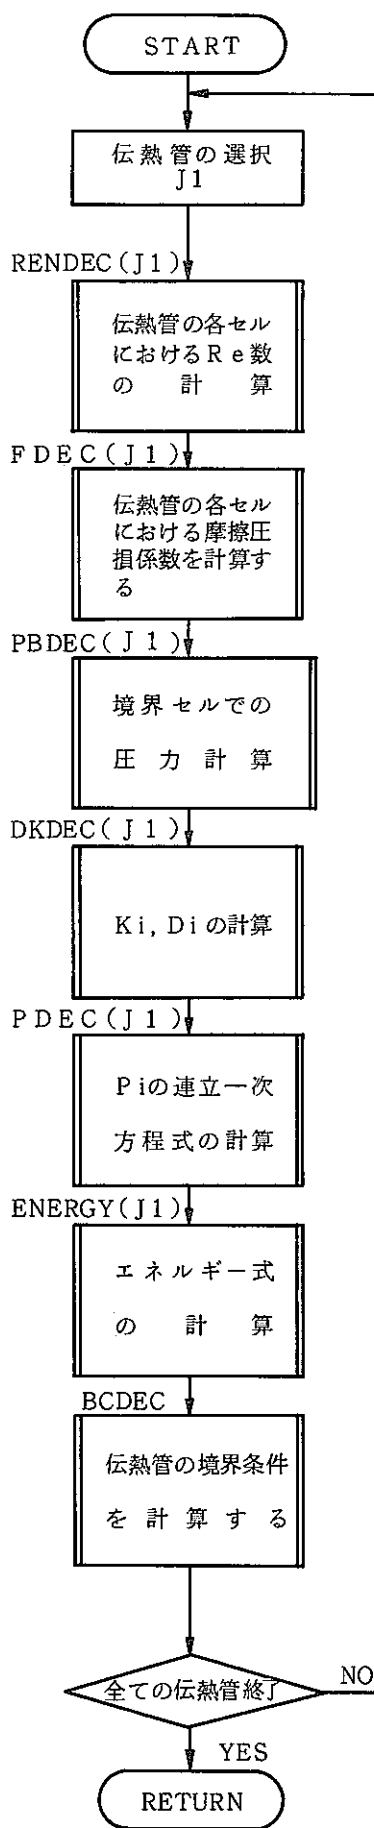 START
伝熱管の選択
J1
RENDEC(J1)
伝熱管の各セル
におけるRe数
の計算
FDEC(J1)
伝熱管の各セル
における摩擦圧
損係数を計算す
る
PBDEC(J1)
境界セルでの
圧力計算
DKDEC(J1)
Ki, Diの計算
PDEC(J1)
Piの連立一次
方程式の計算
ENERGY(J1)
エネルギー式
の計算
BCDEC
伝熱管の境界条件
を計算する
全ての伝熱管終了
NO
YES
RETURN